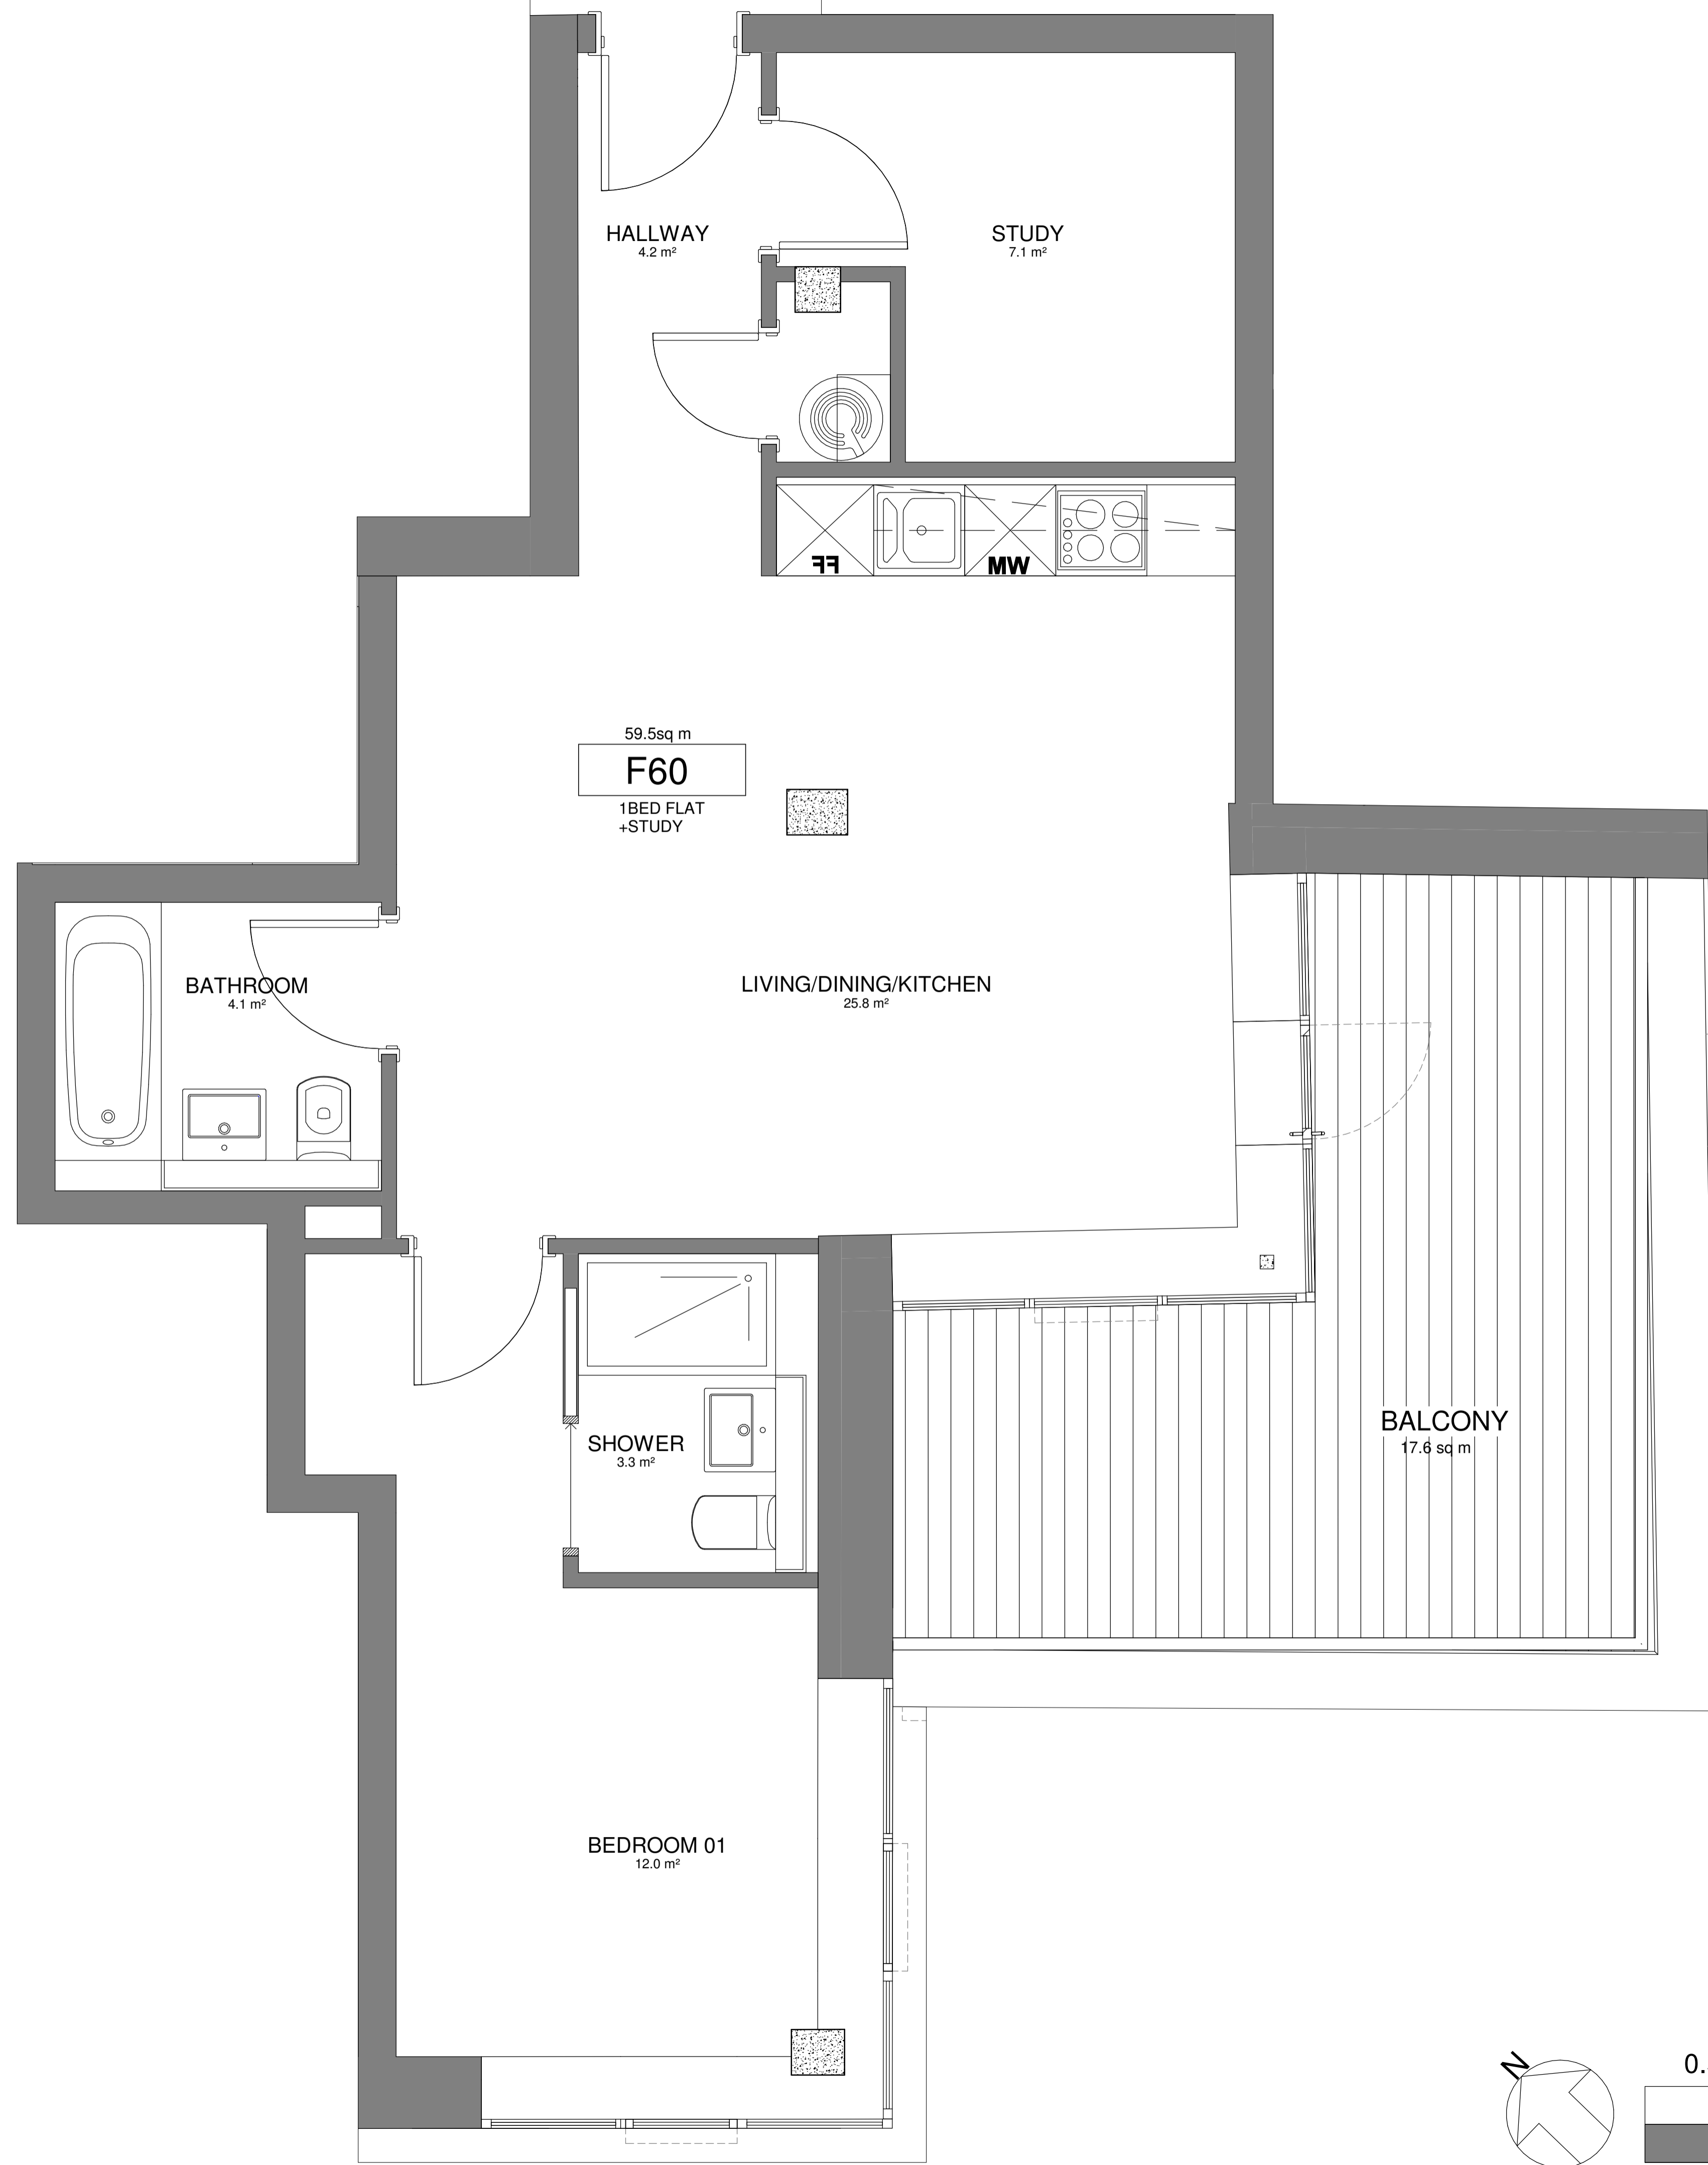 HALLWAY
4.2 m²
STUDY
7.1 m²
FF
MW
59.5sq m
F60
1BED FLAT
+STUDY
BATHROOM
4.1 m²
LIVING/DINING/KITCHEN
25.8 m²
BALCONY
17.6 sq m
SHOWER
3.3 m²
BEDROOM 01
12.0 m²
N
0.